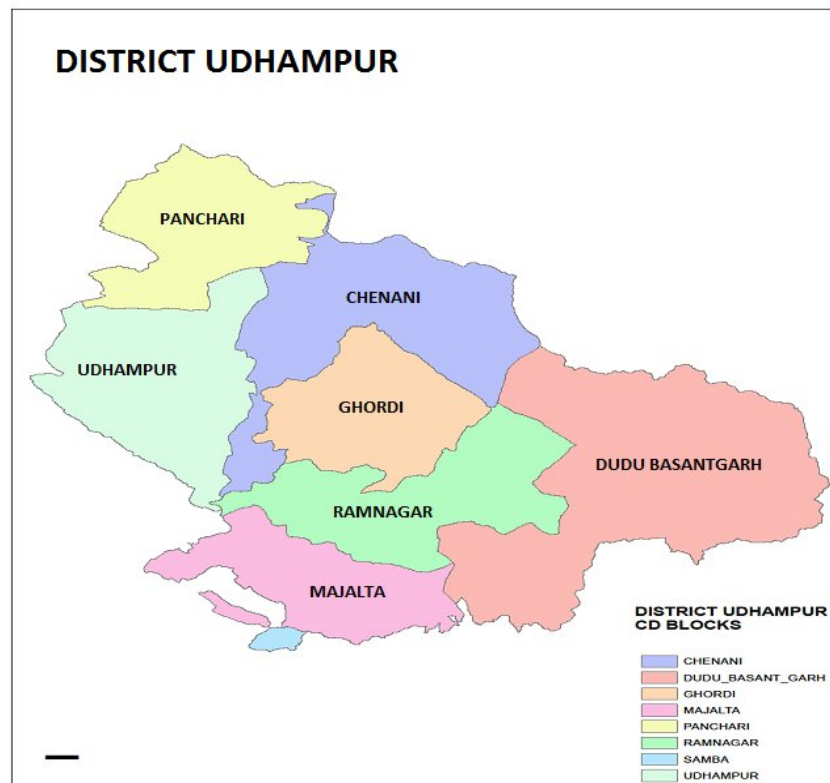 DISTRICT UDHAMPUR
PANCHARI
CHENANI
UDHAMPUR
GHORDI
DUDU BASANTGARH
RAMNAGAR
MAJALTA
DISTRICT UDHAMPUR
CD BLOCKS
CHENANI
DUDU_BASANT_GARH
GHORDI
MAJALTA
PANCHARI
RAMNAGAR
SAMBA
UDHAMPUR